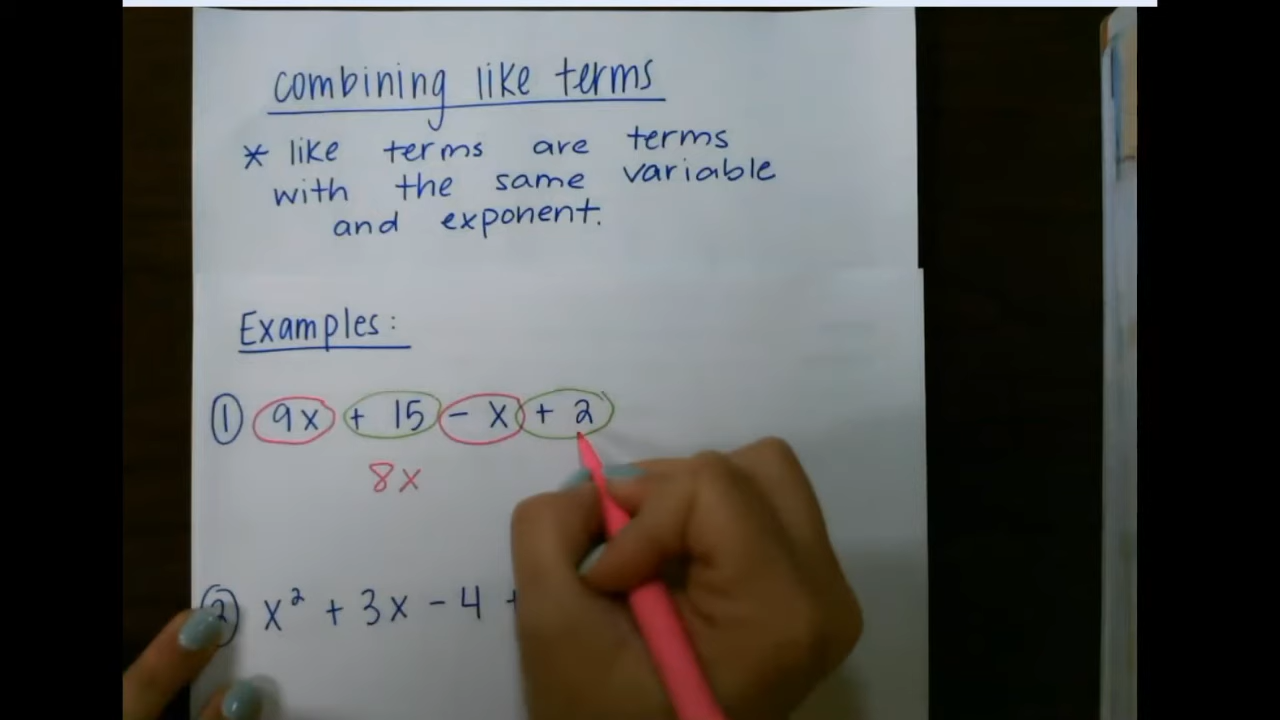 combining like terms
* like terms are terms
with the same variable
and exponent.
Examples:
① 9x + 15 - x + 2
8x
② x² + 3x - 4